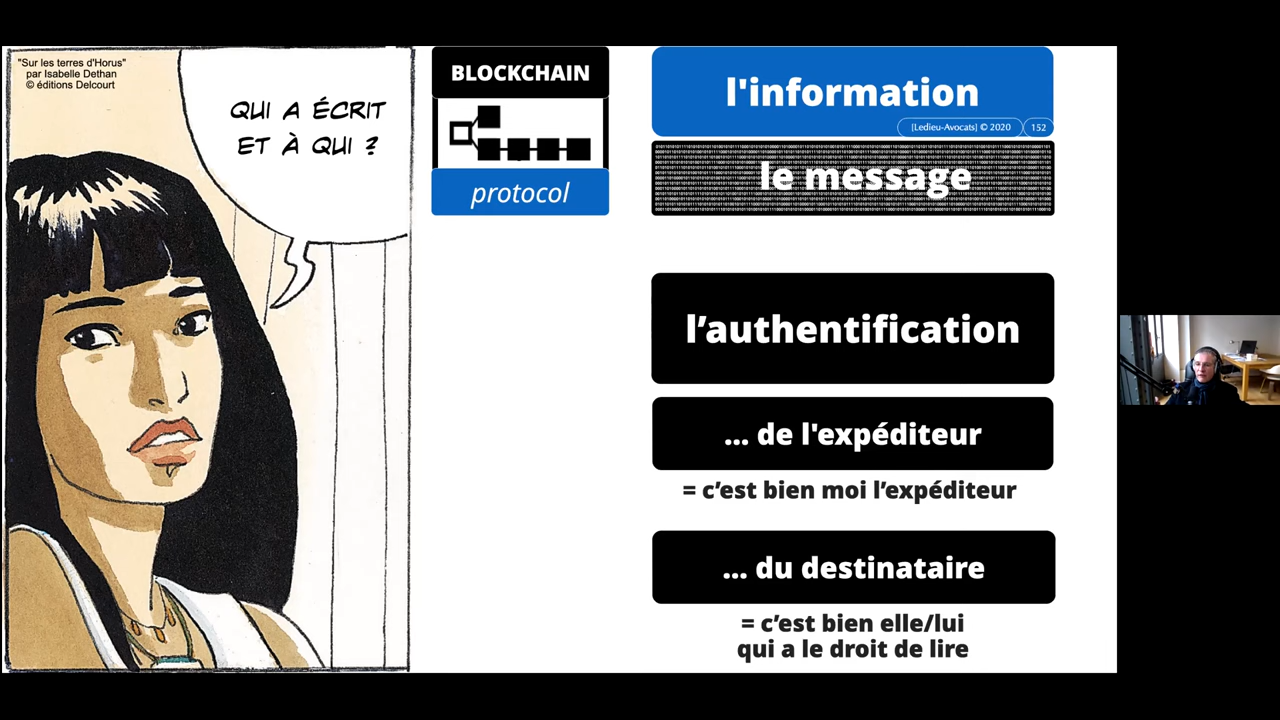 "Sur les terres d'Horus"
par Isabelle Dethan
© éditions Delcourt
QUI A ÉCRIT
ET À QUI ?
BLOCKCHAIN
protocol
l'information
[Ledieu-Avocats] © 2020
152
le message
l’authentification
... de l'expéditeur
= c’est bien moi l’expéditeur
... du destinataire
= c’est bien elle/lui
qui a le droit de lire